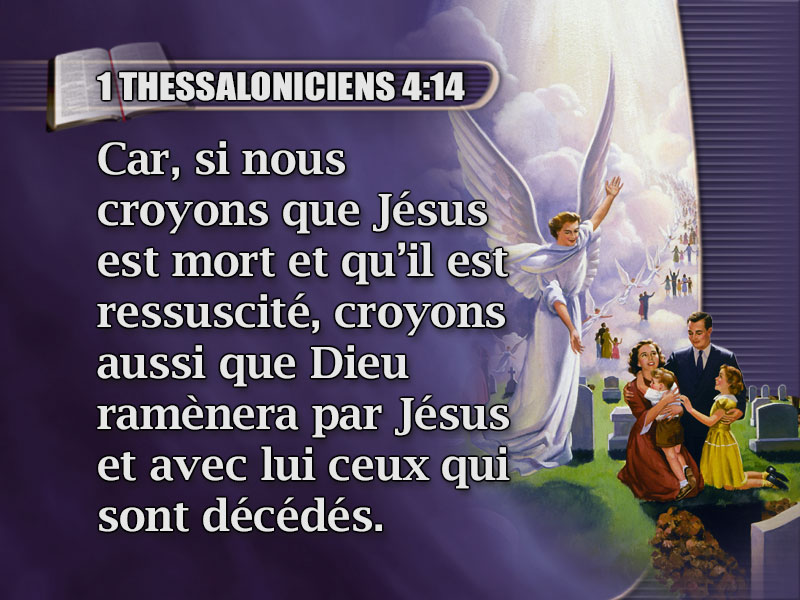 1 THESSALONICIENS 4:14
Car, si nous
croyons que Jésus
est mort et qu’il est
ressuscité, croyons
aussi que Dieu
ramènera par Jésus
et avec lui ceux qui
sont décédés.